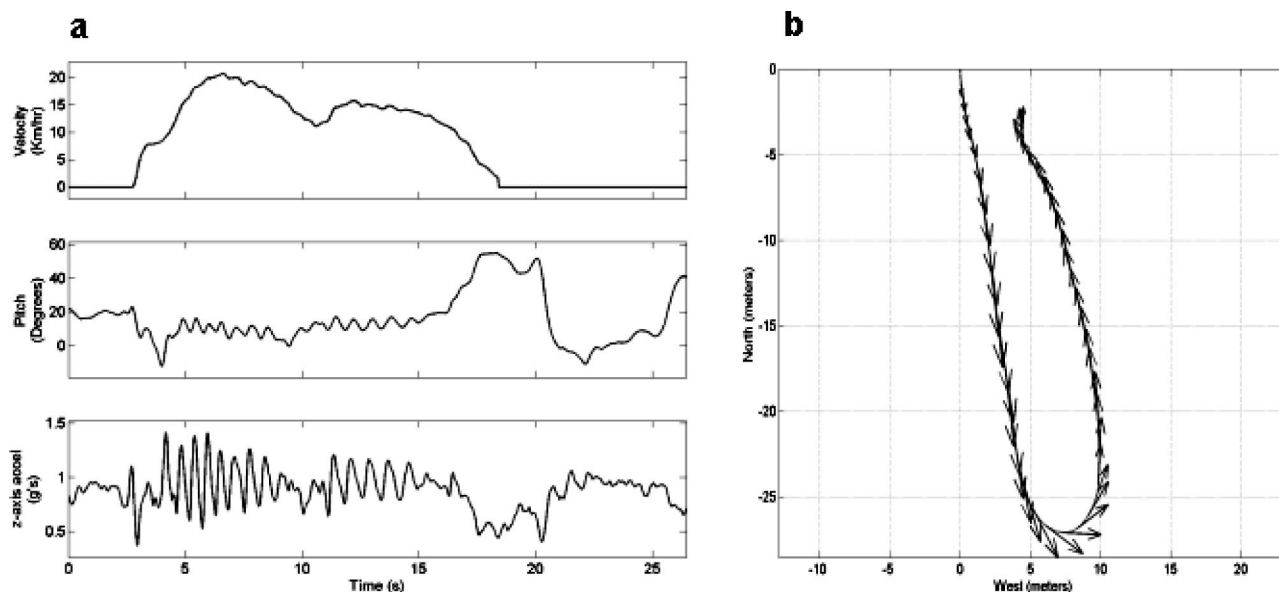 a
20
15
10
5
0
Velocity
(Km/hr)
60
40
20
0
Pitch
(Degrees)
1.5
1
0.5
z-axis accel
(g's)
0
5
10
15
20
25
Time (s)
b
0
-5
-10
-15
-20
-25
North (meters)
-10
-5
0
5
10
15
20
West (meters)